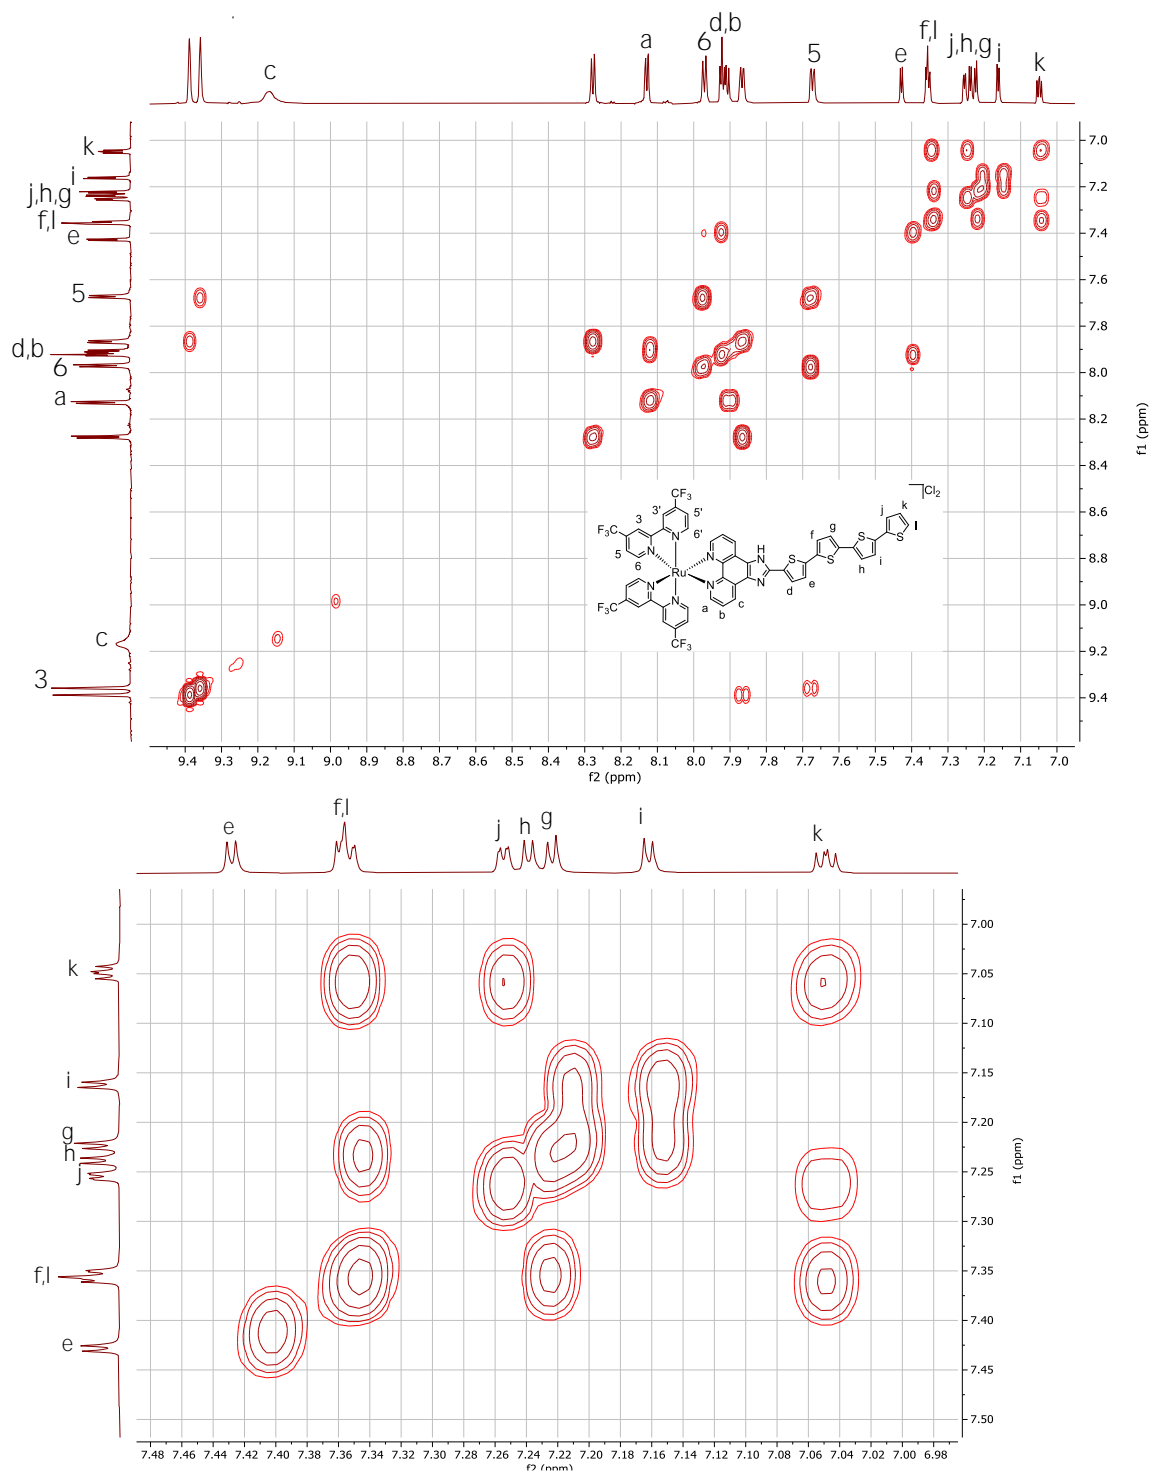 d,b
f,l
a
6
5
e
j,h,g
i
k
c
k
i
j,h,g
f,l
e
5
d,b
6
a
c
3
7.0
7.2
7.4
7.6
7.8
8.0
8.2
8.4
8.6
8.8
9.0
9.2
9.4
f1 (ppm)
9.4 9.3 9.2 9.1 9.0 8.9 8.8 8.7 8.6 8.5 8.4 8.3 8.2 8.1 8.0 7.9 7.8 7.7 7.6 7.5 7.4 7.3 7.2 7.1 7.0
f2 (ppm)
Cl2
CF3
3'
5'
6'
F3C
3
5
6
N
N
N
N
Ru
N
N
N
N
H
N
F3C
CF3
CF3
a
b
c
S
d
e
S
f
g
S
h
i
S
j
k
l
e
f,l
j
h
g
i
k
k
i
g
h
j
f,l
e
7.00
7.05
7.10
7.15
7.20
7.25
7.30
7.35
7.40
7.45
7.50
f1 (ppm)
7.48 7.46 7.44 7.42 7.40 7.38 7.36 7.34 7.32 7.30 7.28 7.26 7.24 7.22 7.20 7.18 7.16 7.14 7.12 7.10 7.08 7.06 7.04 7.02 7.00 6.98
f2 (ppm)